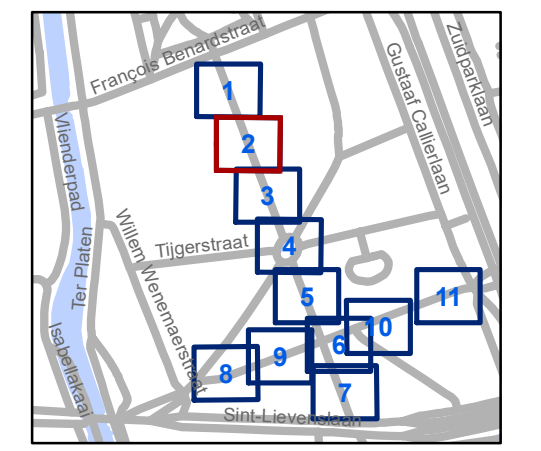 François Benardstraat
Zuidparklaan
Gustaaf Callierlaan
1
Vlienderpad
2
3
Willem Wenemaerstraat
Tijgerstraat
4
Ter Platen
5
11
10
6
9
8
Isabellakaai
7
Sint-Lievenslaan